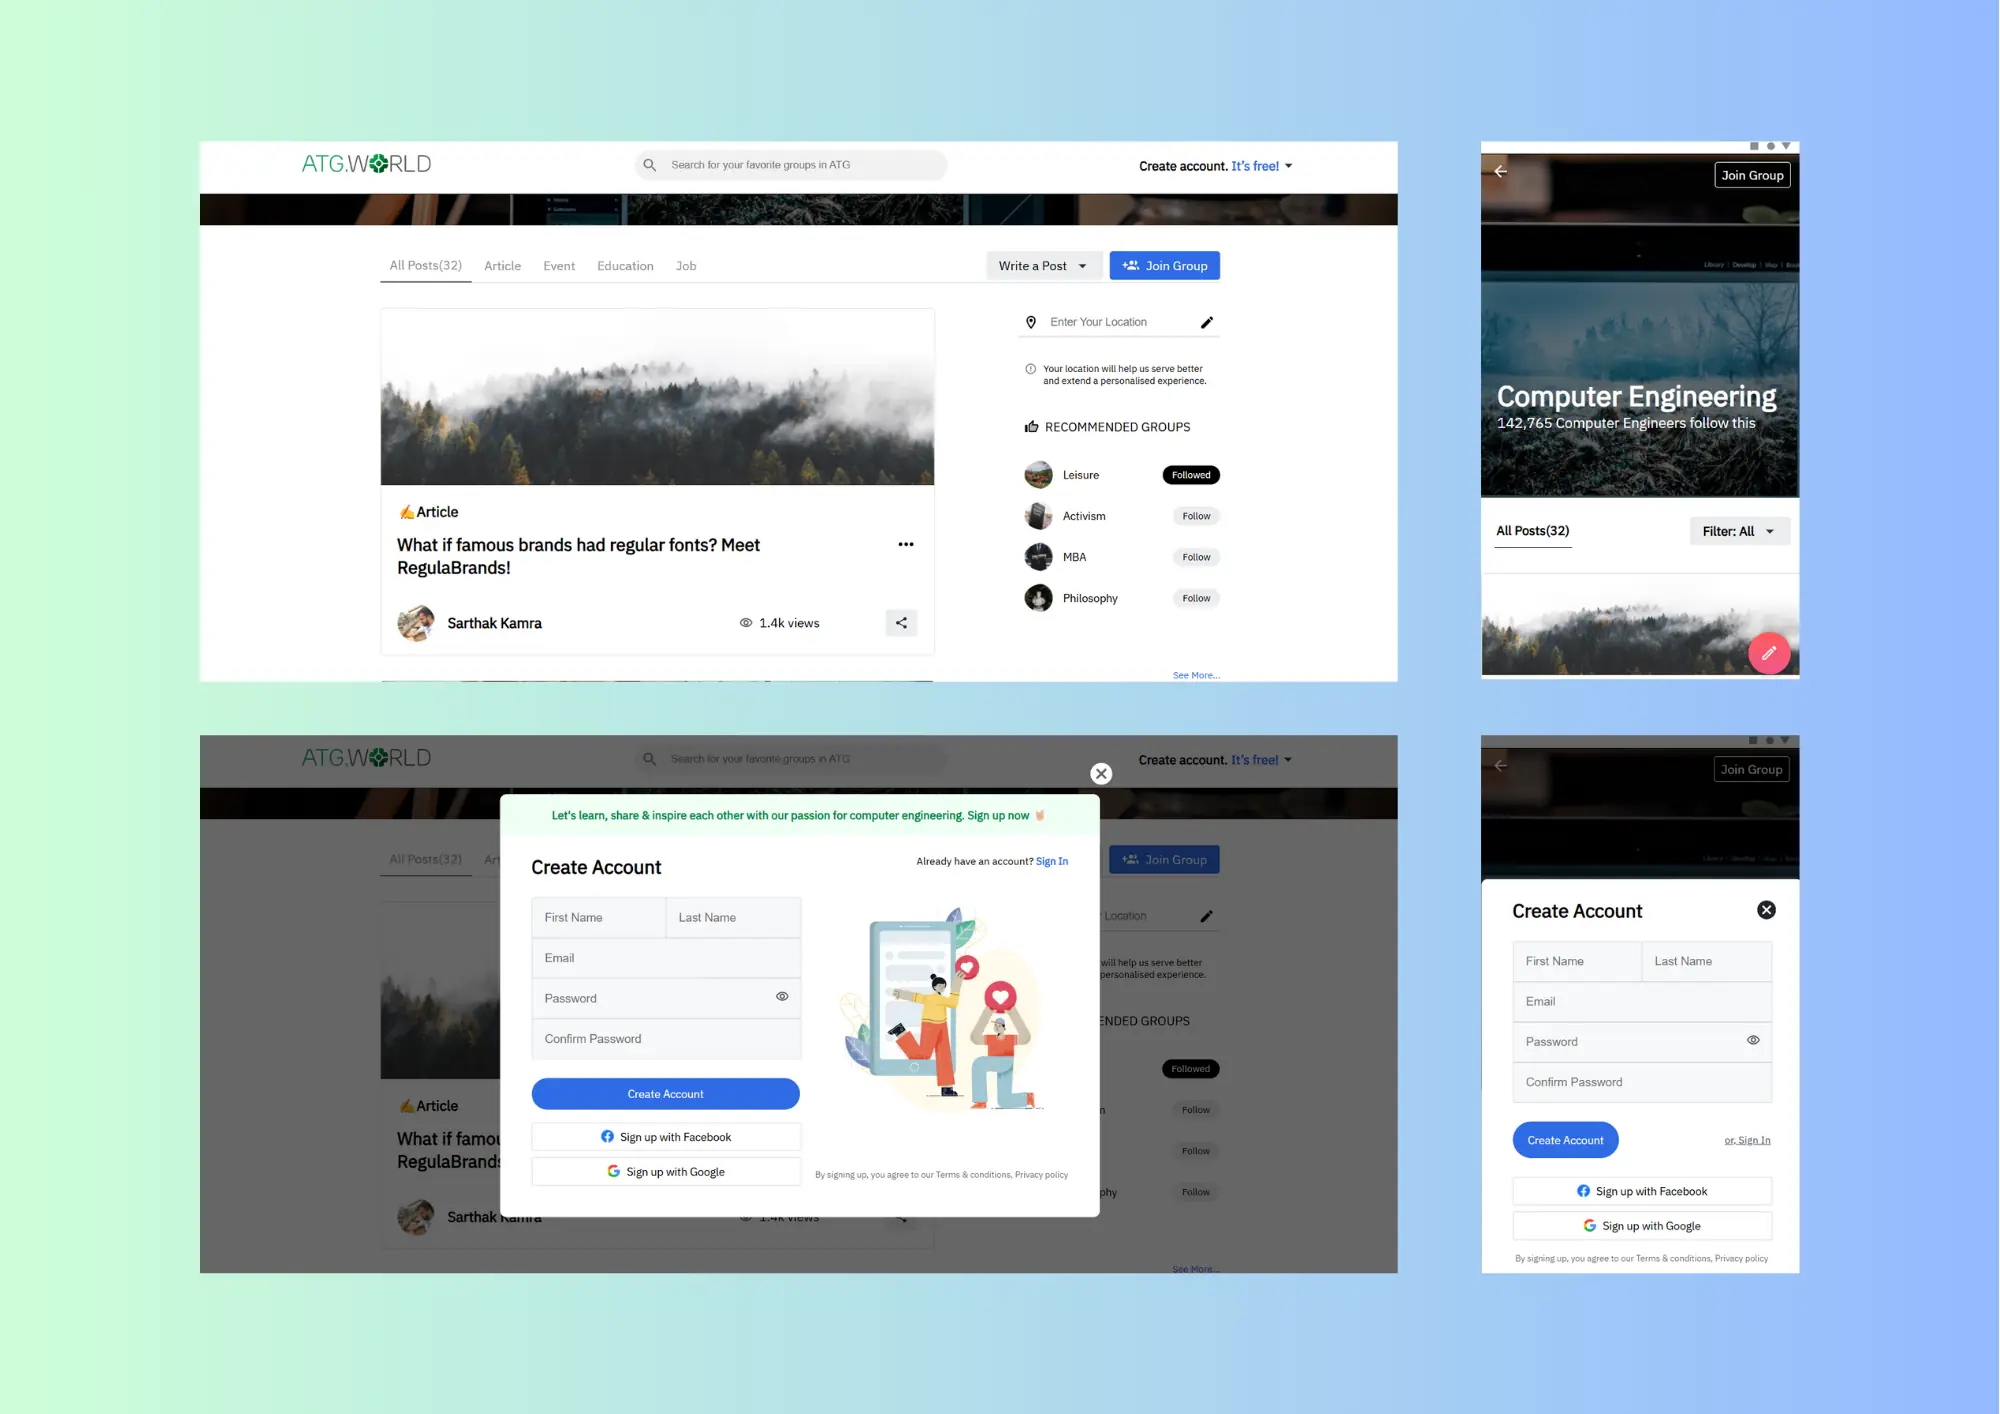 ATG.WORLD
Search for your favorite groups in ATG
Create account. It's free!
All Posts(32)
Article
Event
Education
Job
Write a Post
Join Group
Enter Your Location
Your location will help us serve better
and extend a personalised experience.
RECOMMENDED GROUPS
Leisure
Followed
Activism
Follow
MBA
Follow
Philosophy
Follow
See More...
✍️Article
What if famous brands had regular fonts? Meet
RegulaBrands!
Sarthak Kamra
1.4k views
Join Group
Library | Develop | Map | Book
Computer Engineering
142,765 Computer Engineers follow this
All Posts(32)
Filter: All
ATG.WORLD
Search for your favorite groups in ATG
Create account. It's free!
All Posts(32)
Art
Join Group
Let's learn, share & inspire each other with our passion for computer engineering. Sign up now 🤘🏼
Create Account
Already have an account? Sign In
First Name
Last Name
Email
Password
Confirm Password
Create Account
Sign up with Facebook
Sign up with Google
By signing up, you agree to our Terms & conditions, Privacy policy
Location
will help us serve better
personalised experience.
ENDED GROUPS
Followed
n
Follow
Follow
phy
Follow
See More...
✍️Article
What if famou
RegulaBrands
Sarthak Kamra
1.4k views
Join Group
Create Account
First Name
Last Name
Email
Password
Confirm Password
Create Account
or, Sign In
Sign up with Facebook
Sign up with Google
By signing up, you agree to our Terms & conditions, Privacy policy